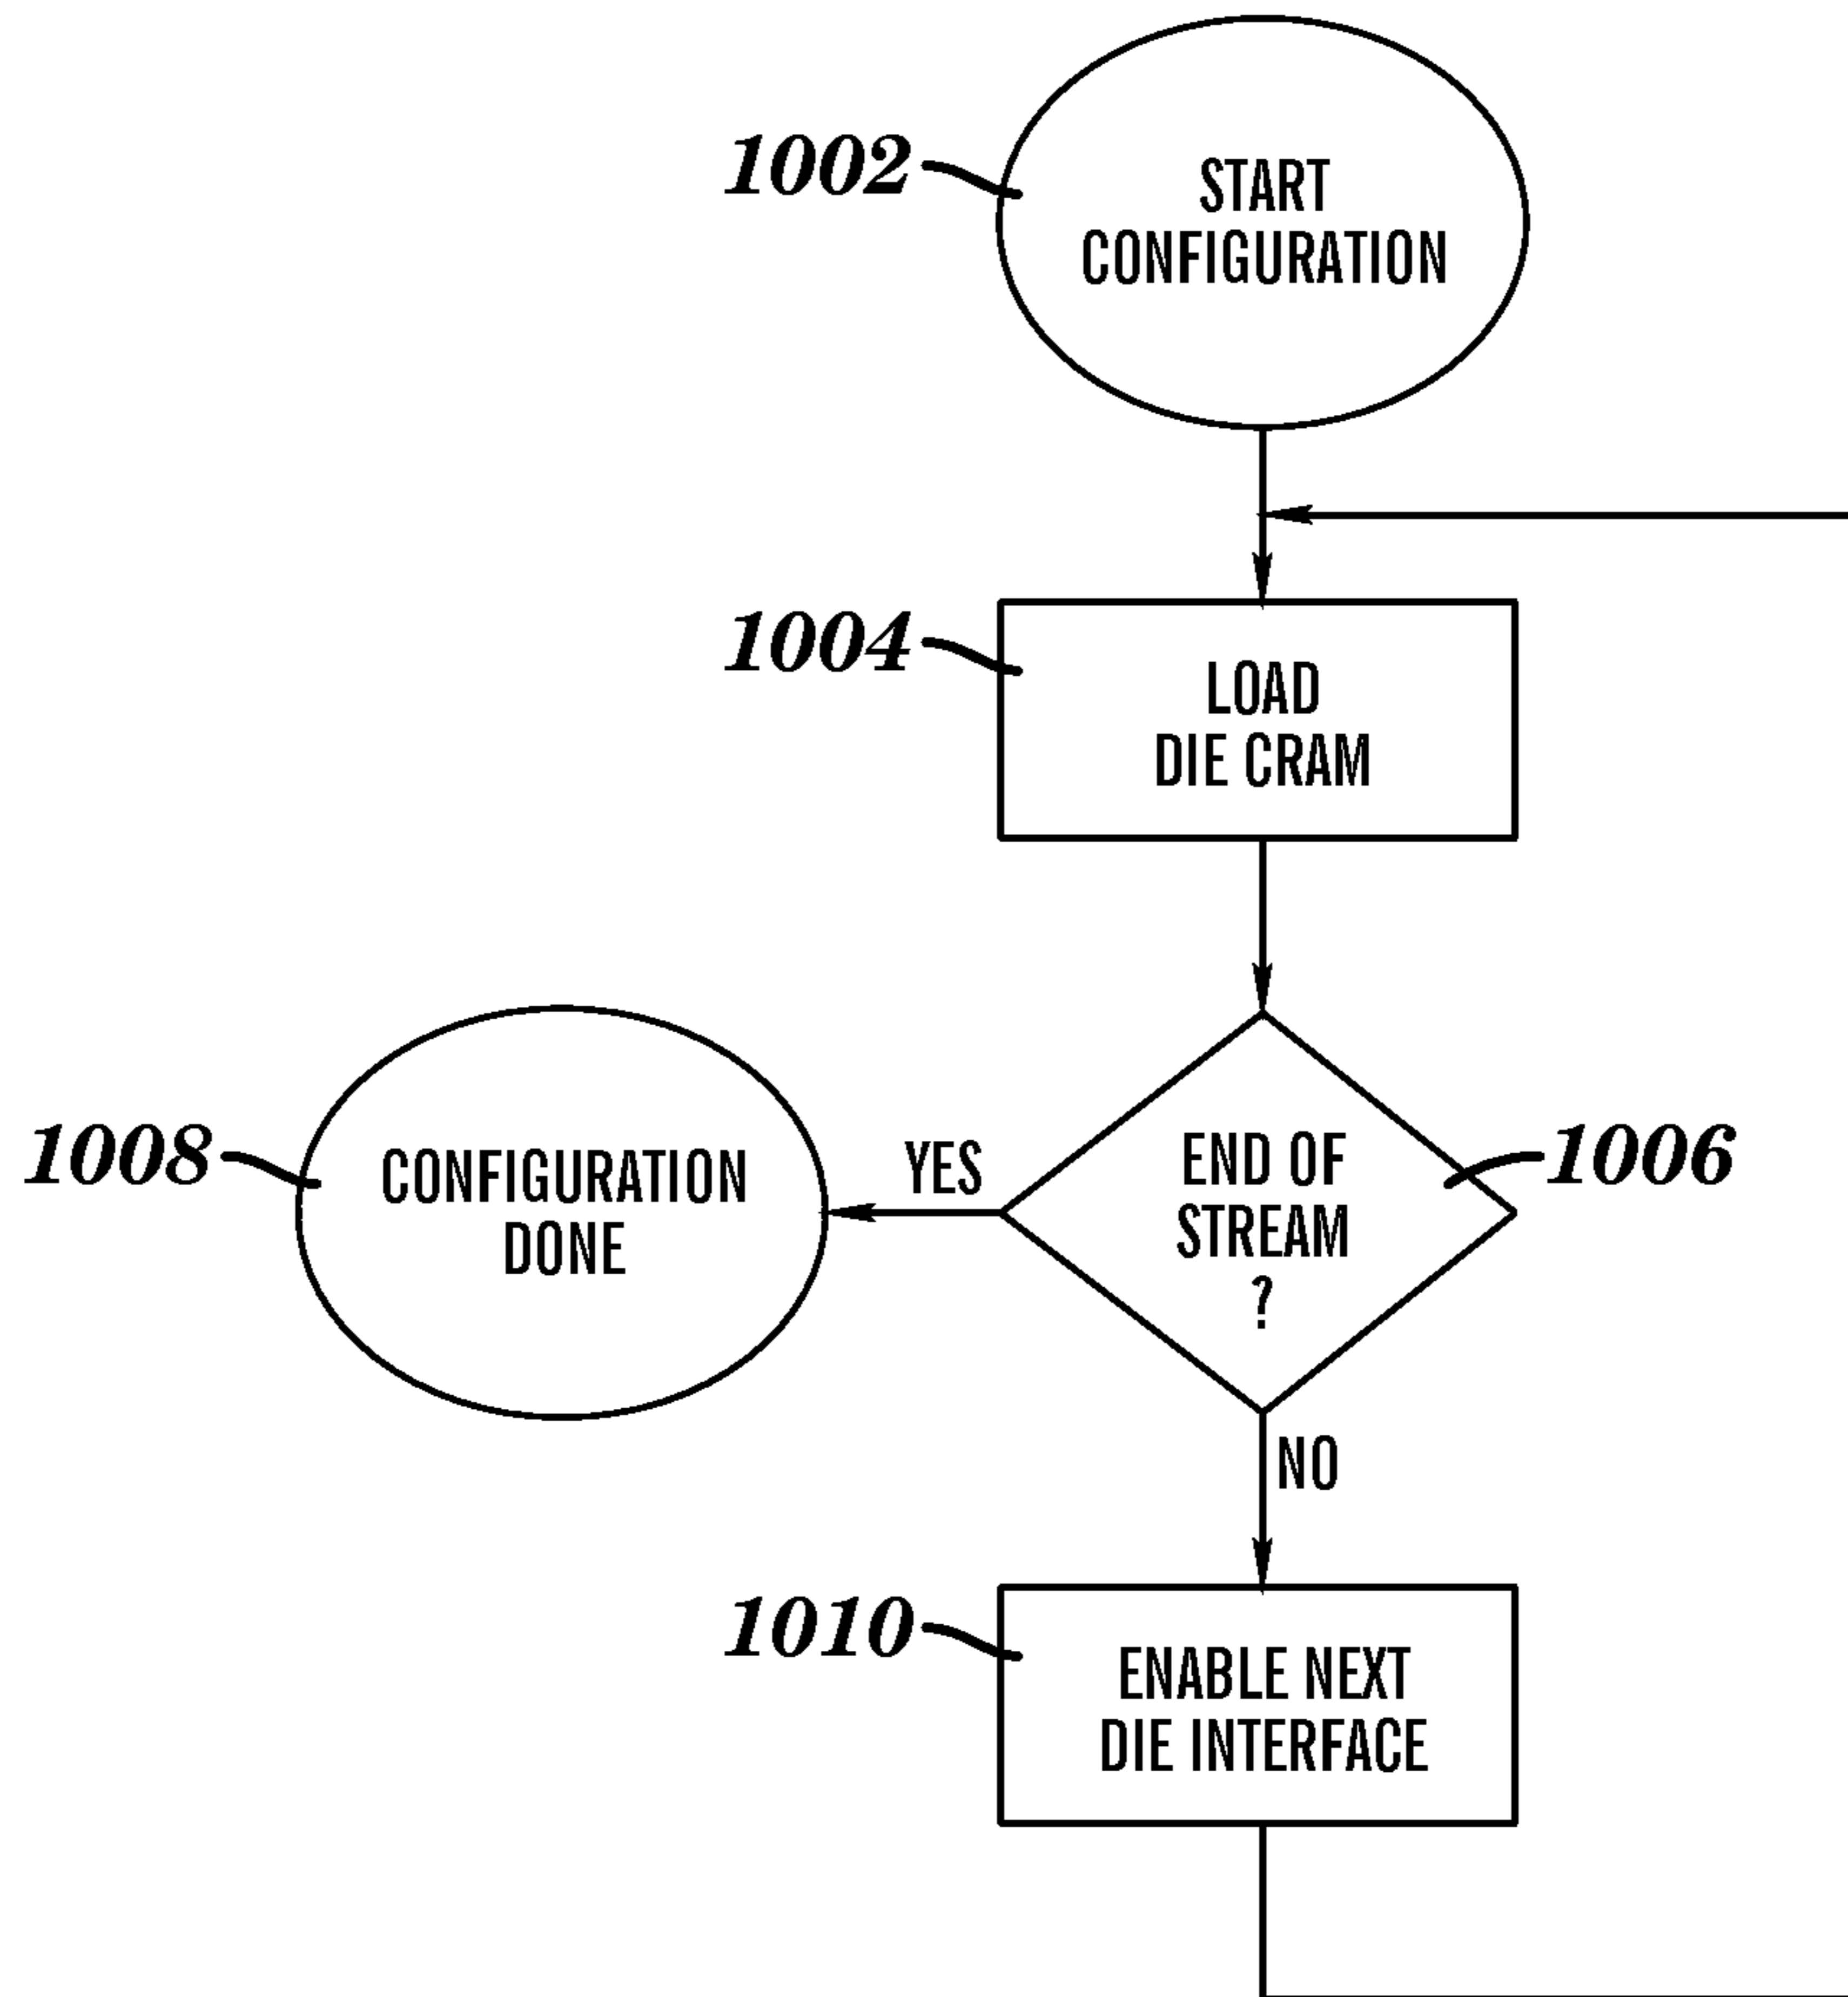 1002
START
CONFIGURATION
1004
LOAD
DIE CRAM
1008
CONFIGURATION
DONE
YES
END OF
STREAM
?
1006
NO
1010
ENABLE NEXT
DIE INTERFACE